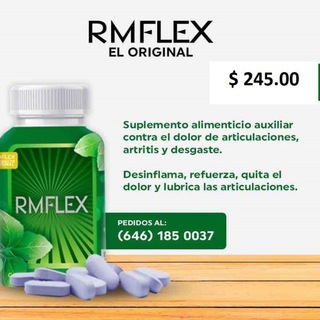 RMFLEX
EL ORIGINAL
$ 245.00
Suplemento alimenticio auxiliar
contra el dolor de articulaciones,
artritis y desgaste.
Desinflama, refuerza, quita el
dolor y lubrica las articulaciones.
RMFLEX
PEDIDOS AL:
(646) 185 0037